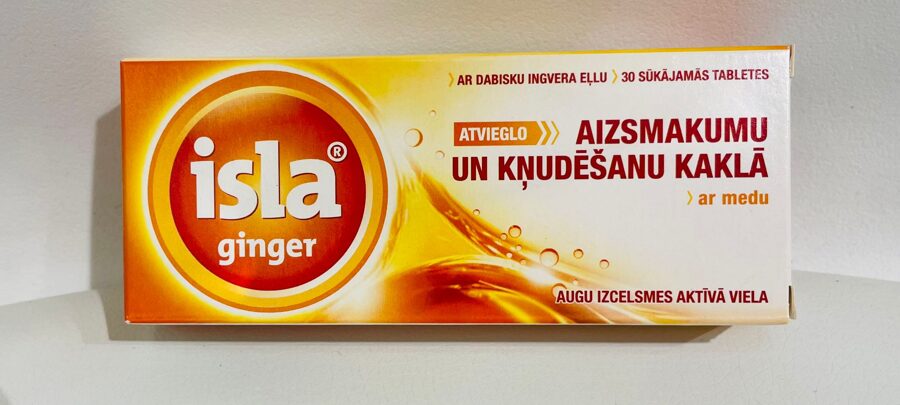 isla®
ginger
› AR DABISKU INGVERA EĻĻU › 30 SŪKĀJAMĀS TABLETES
ATVIEGLO AIZSMAKUMU
UN KŅUDĒŠANU KAKLĀ
› ar medu
AUGU IZCELSMES AKTĪVĀ VIELA